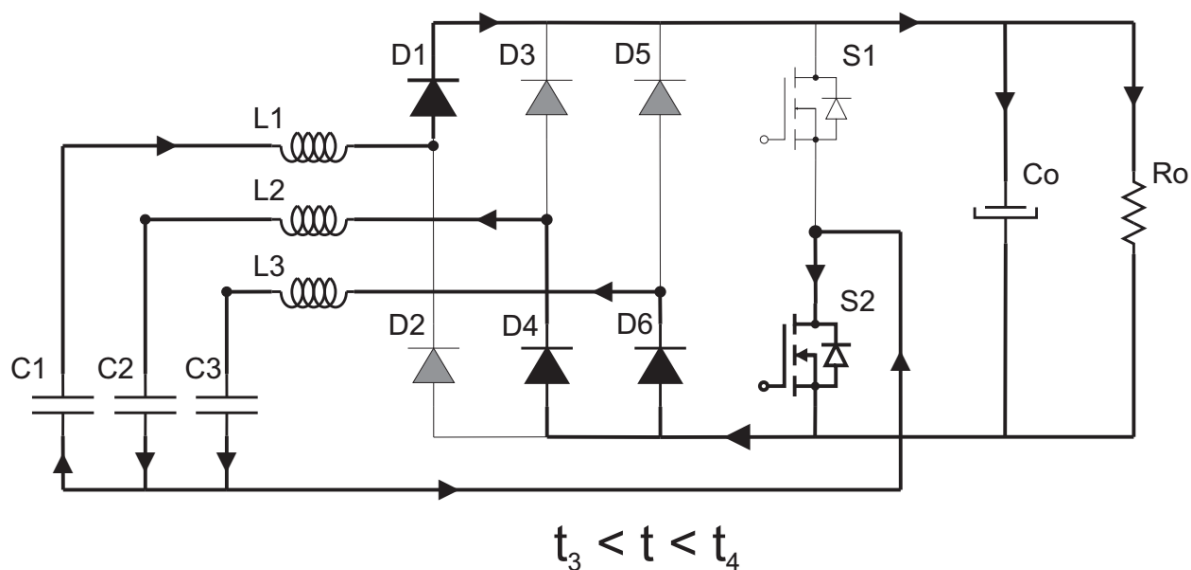 D1
D3
D5
S1
L1
L2
L3
Co
Ro
D2
D4
D6
S2
C1
C2
C3
t₃ < t < t₄